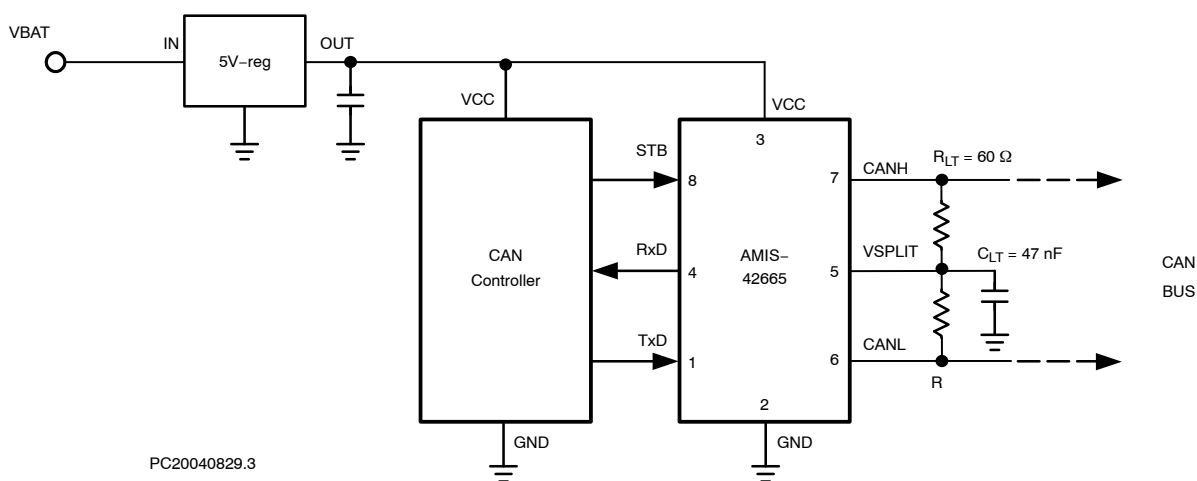 VBAT
IN
5V−reg
OUT
VCC
VCC
3
STB
8
7
CANH
R_LT = 60 Ω
CAN
Controller
RxD
4
AMIS−
42665
5
VSPLIT
C_LT = 47 nF
CAN
BUS
TxD
1
6
CANL
R
2
GND
GND
PC20040829.3